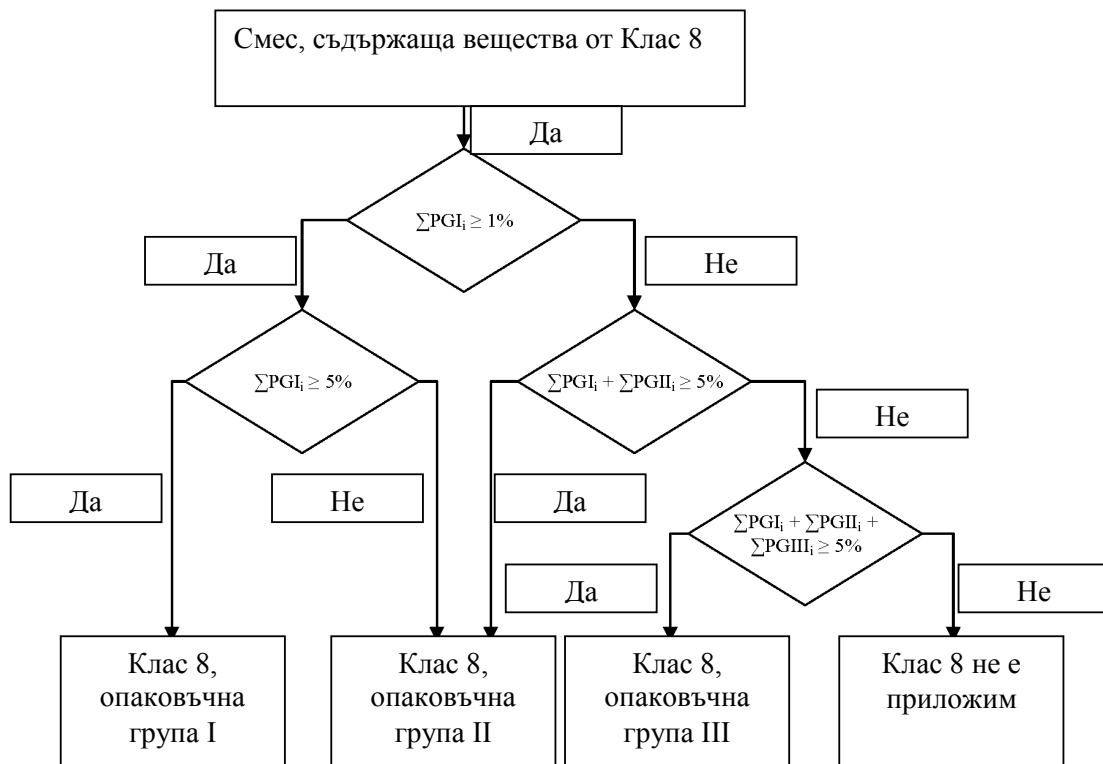 Смес, съдържаща вещества от Клас 8
Да
∑PGIᵢ ≥ 1%
Да
Не
∑PGIᵢ ≥ 5%
∑PGIᵢ + ∑PGIIᵢ ≥ 5%
Не
Да
Не
Да
∑PGIᵢ + ∑PGIIᵢ +
∑PGIIIᵢ ≥ 5%
Да
Не
Клас 8,
опаковъчна
група I
Клас 8,
опаковъчна
група II
Клас 8,
опаковъчна
група III
Клас 8 не е
приложим